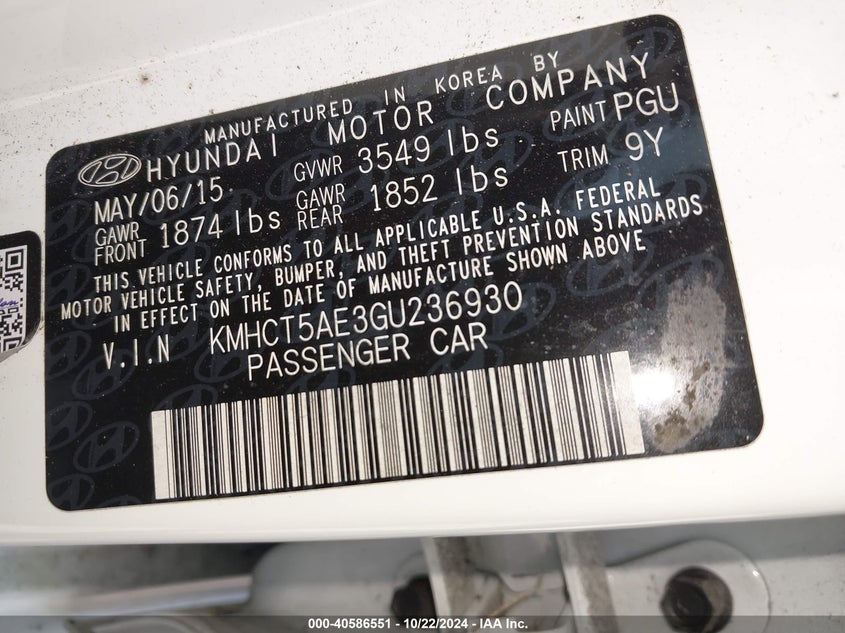 MANUFACTURED IN KOREA BY
HYUNDAI MOTOR COMPANY
MAY/06/15 GVWR 3549 lbs PAINT PGU
GAWR FRONT 1874 lbs GAWR REAR 1852 lbs TRIM 9Y
THIS VEHICLE CONFORMS TO ALL APPLICABLE U.S.A. FEDERAL
MOTOR VEHICLE SAFETY, BUMPER, AND THEFT PREVENTION STANDARDS
IN EFFECT ON THE DATE OF MANUFACTURE SHOWN ABOVE
V.I.N KMHCT5AE3GU236930
PASSENGER CAR
000-40586551 - 10/22/2024 - IAA Inc.